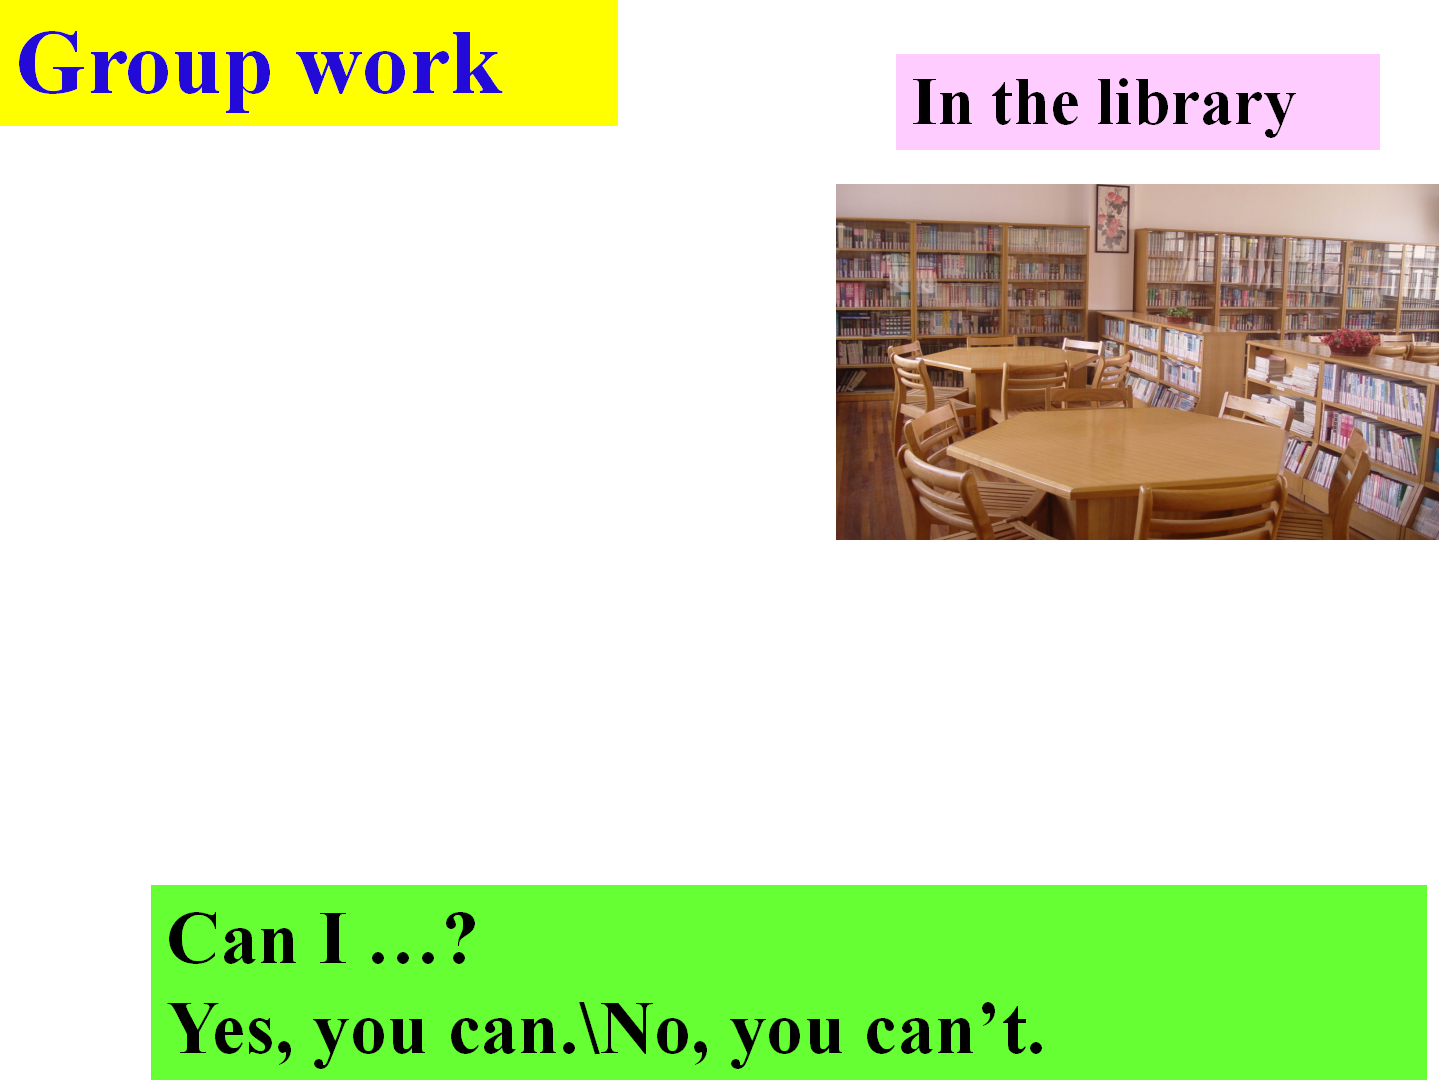 Group work
In the library
Can I …?
Yes, you can.\No, you can’t.